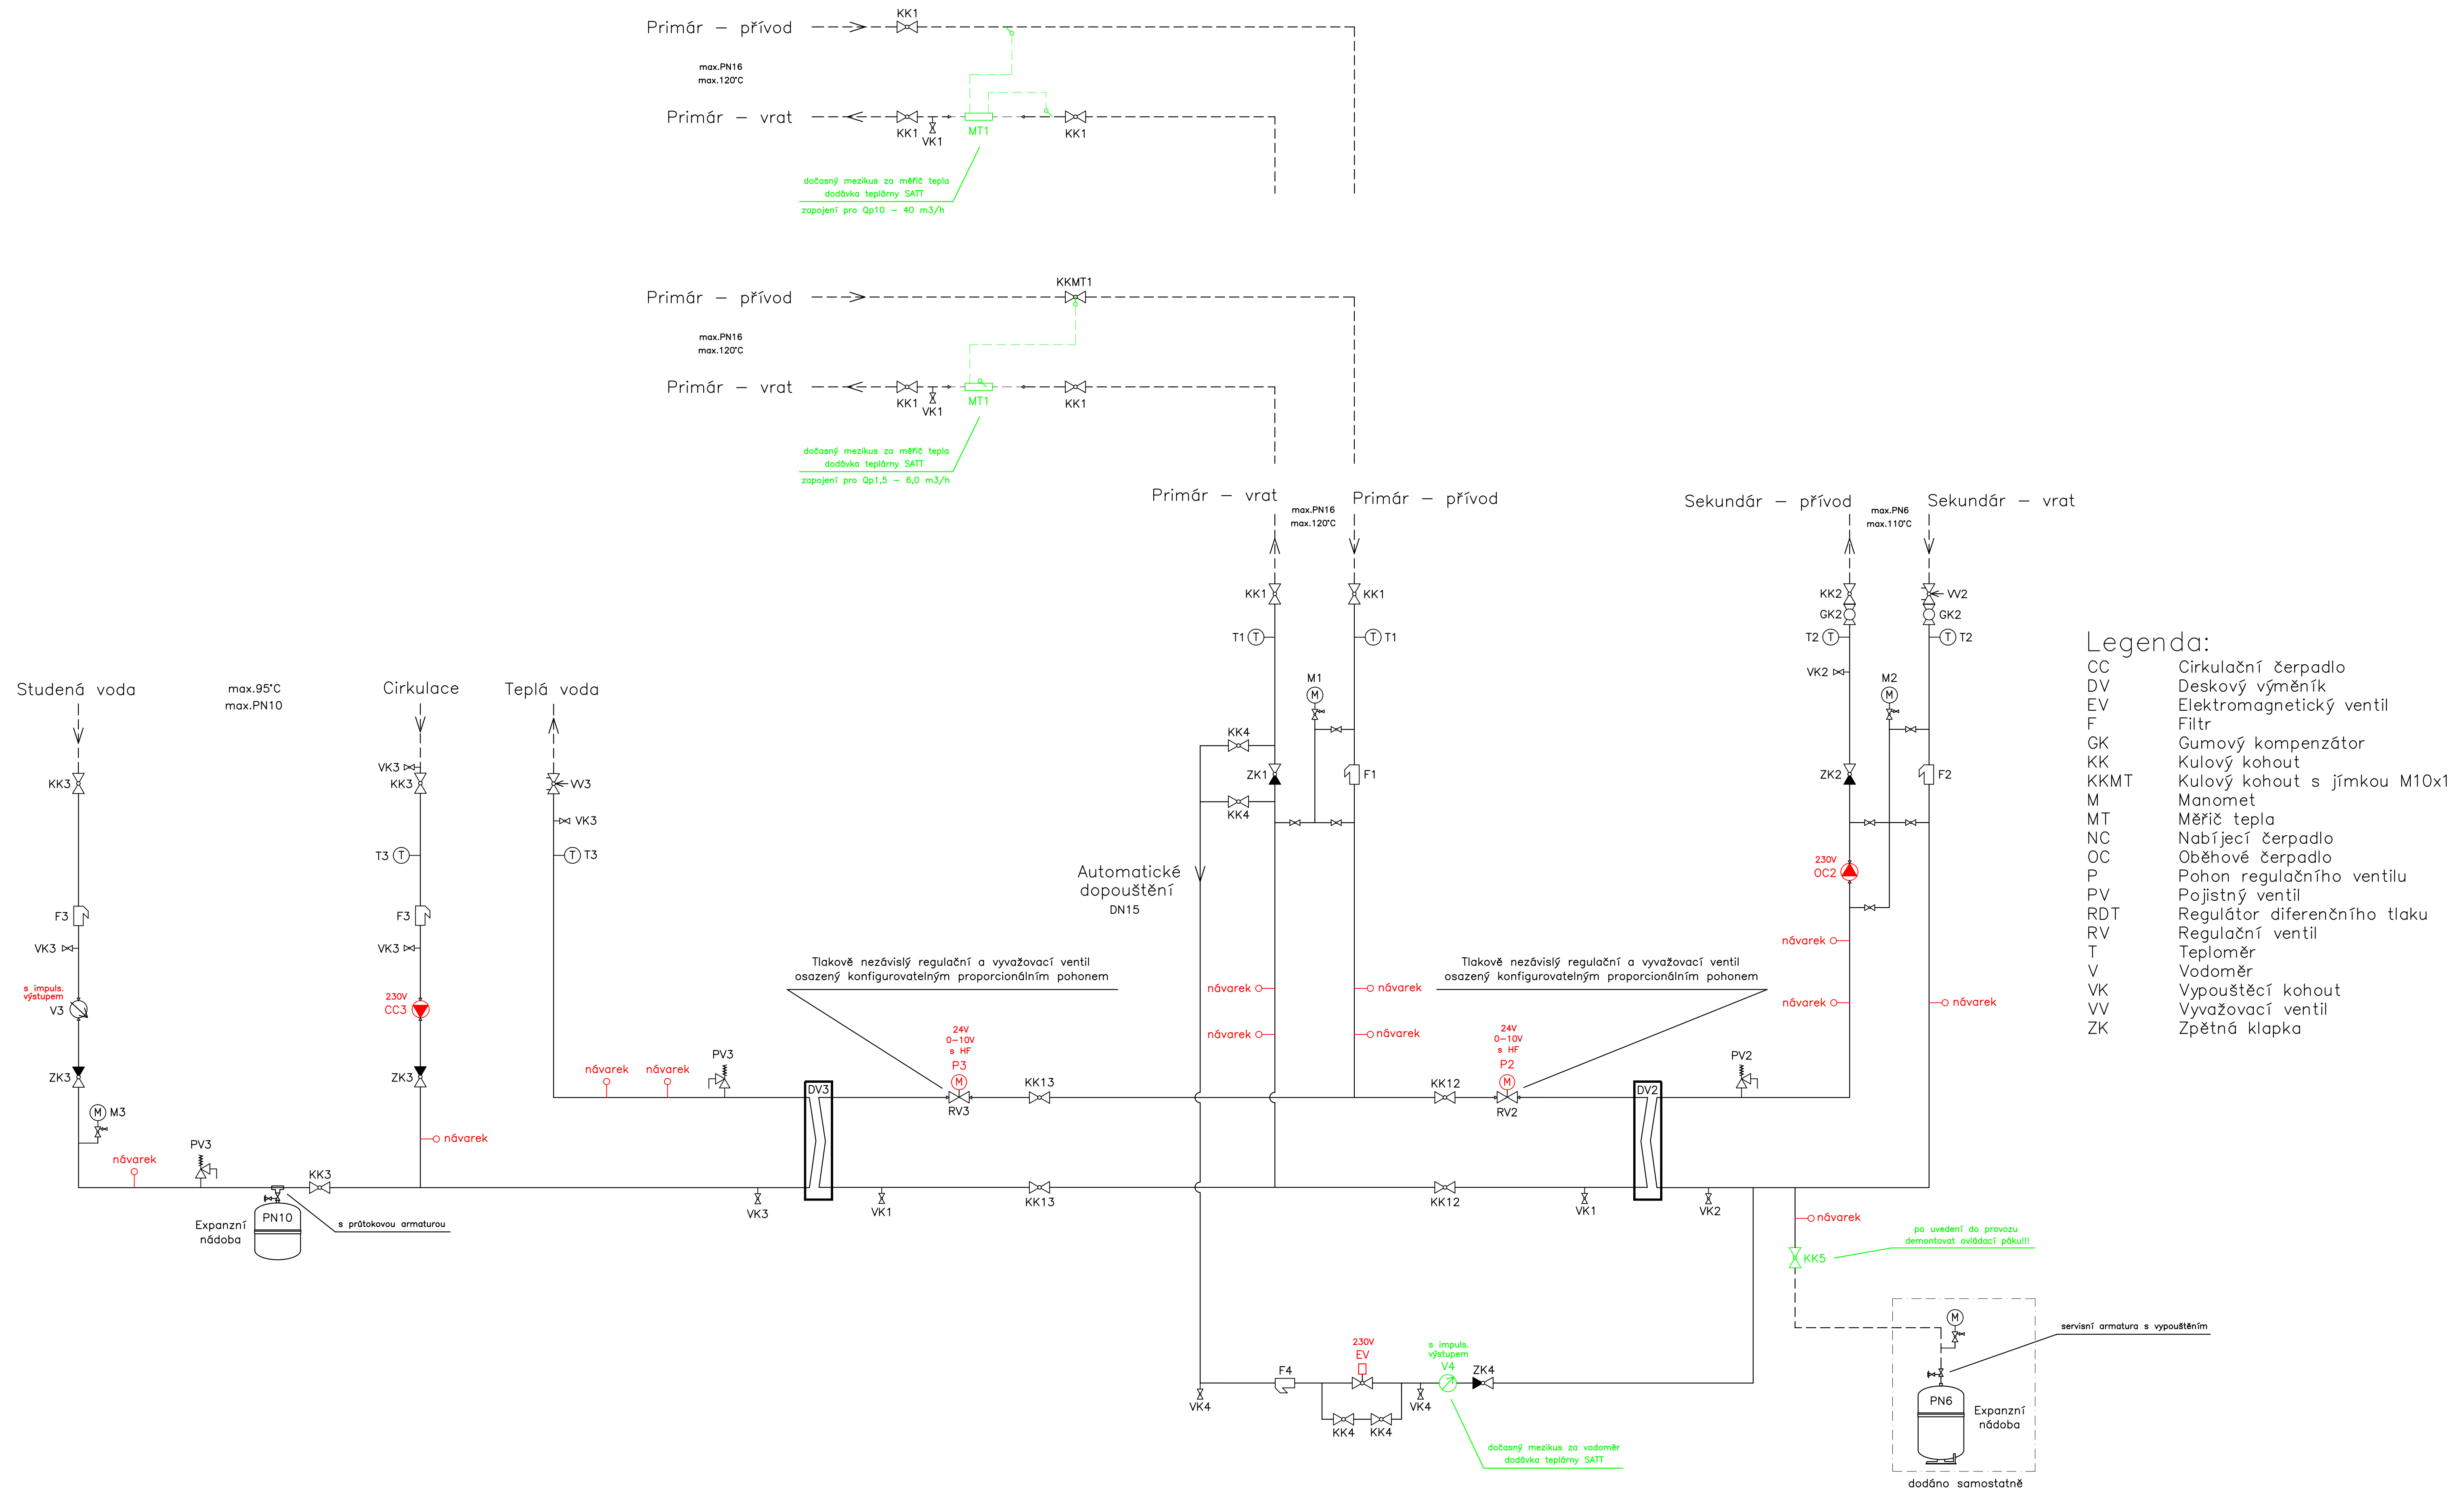 KK1
Primár – přívod
max.PN16
max.120°C
Primár – vrat
KK1
VK1
MT1
KK1
dočasný mezikus za měřič tepla
dodávka teplárny SATT
zapojení pro Qp10 – 40 m3/h
KKMT1
Primár – přívod
max.PN16
max.120°C
Primár – vrat
KK1
VK1
MT1
KK1
dočasný mezikus za měřič tepla
dodávka teplárny SATT
zapojení pro Qp1,5 – 6,0 m3/h
Primár – vrat
Primár – přívod
max.PN16
max.120°C
Sekundár – přívod
Sekundár – vrat
max.PN6
max.110°C
KK1
KK1
KK2
VV2
GK2
GK2
T1 T
T T1
T2 T
T T2
VK2
M1
M
M2
M
Studená voda
max.95°C
max.PN10
Cirkulace
Teplá voda
KK4
ZK1
F1
KK4
ZK2
F2
VK3
KK3
KK3
VV3
VK3
T3 T
T T3
230V
OC2
Automatické
dopouštění
DN15
F3
F3
VK3
VK3
návarek
Tlakově nezávislý regulační a vyvažovací ventil
osazený konfigurovatelným proporcionálním pohonem
Tlakově nezávislý regulační a vyvažovací ventil
osazený konfigurovatelným proporcionálním pohonem
s impuls.
výstupem
V3
230V
CC3
návarek
návarek
návarek
návarek
návarek
návarek
24V
0–10V
s HF
P3
M
24V
0–10V
s HF
P2
M
ZK3
ZK3
návarek
návarek
PV3
DV3
RV3
KK13
KK12
RV2
DV2
PV2
M M3
návarek
návarek
PV3
KK3
PN10
Expanzní
nádoba
s průtokovou armaturou
VK3
VK1
KK13
KK12
VK1
VK2
návarek
KK5
po uvedení do provozu
demontovat ovládací páku!!!
M
servisní armatura s vypouštěním
PN6
Expanzní
nádoba
dodáno samostatně
VK4
F4
230V
EV
KK4
KK4
VK4
s impuls.
výstupem
V4
ZK4
dočasný mezikus za vodoměr
dodávka teplárny SATT
Legenda:
CC Cirkulační čerpadlo
DV Deskový výměník
EV Elektromagnetický ventil
F Filtr
GK Gumový kompenzátor
KK Kulový kohout
KKMT Kulový kohout s jímkou M10x1
M Manomet
MT Měřič tepla
NC Nabíjecí čerpadlo
OC Oběhové čerpadlo
P Pohon regulačního ventilu
PV Pojistný ventil
RDT Regulátor diferenčního tlaku
RV Regulační ventil
T Teploměr
V Vodoměr
VK Vypouštěcí kohout
VV Vyvažovací ventil
ZK Zpětná klapka